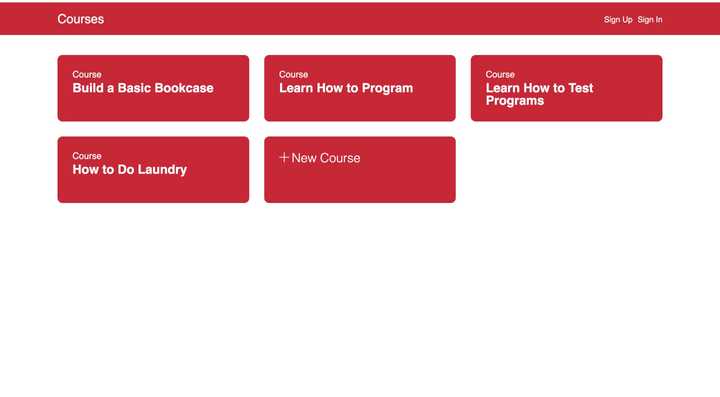 Courses
Sign Up Sign In
Course
Build a Basic Bookcase
Course
Learn How to Program
Course
Learn How to Test
Programs
Course
How to Do Laundry
+ New Course